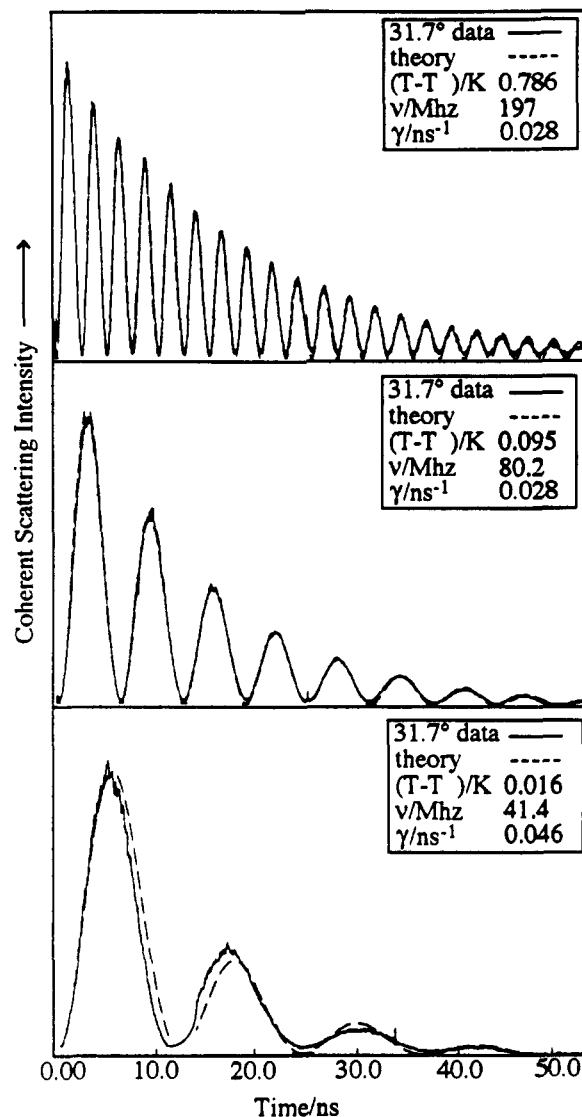 31.7° data
theory
(T-T )/K 0.786
ν/Mhz 197
γ/ns-1 0.028
31.7° data
theory
(T-T )/K 0.095
ν/Mhz 80.2
γ/ns-1 0.028
31.7° data
theory
(T-T )/K 0.016
ν/Mhz 41.4
γ/ns-1 0.046
Coherent Scattering Intensity
0.00 10.0 20.0 30.0 40.0 50.0
Time/ns